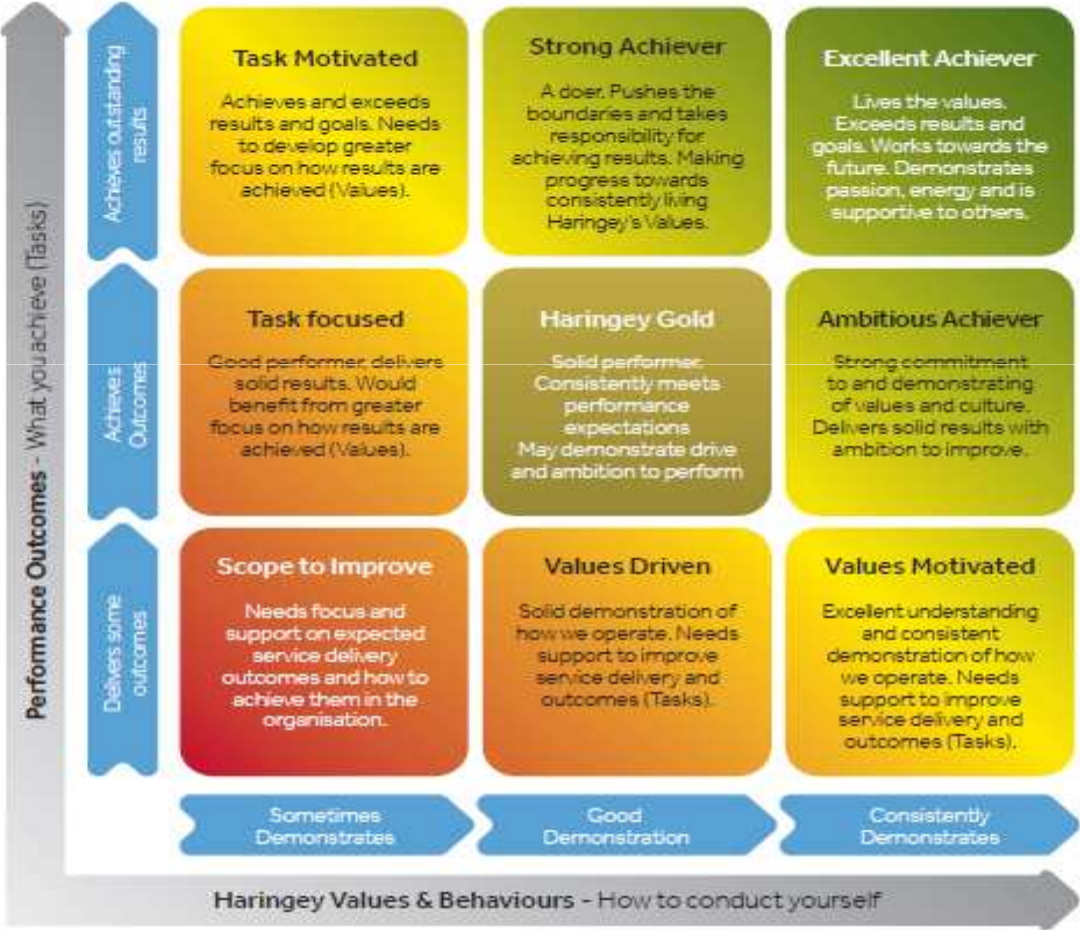 Performance Outcomes - What you achieve (Tasks)
Achieves outstanding
results
Task Motivated
Achieves and exceeds
results and goals. Needs
to develop greater
focus on how results are
achieved (Values).
Strong Achiever
A doer. Pushes the
boundaries and takes
responsibility for
achieving results. Making
progress towards
consistently living
Haringey's Values.
Excellent Achiever
Lives the values.
Exceeds results and
goals. Works towards the
future. Demonstrates
passion, energy and is
supportive to others.
Achieves
Outcomes
Task focused
Good performer, delivers
solid results. Would
benefit from greater
focus on how results are
achieved (Values).
Haringey Gold
Solid performer.
Consistently meets
performance
expectations
May demonstrate drive
and ambition to perform
Ambitious Achiever
Strong commitment
to and demonstrating
of values and culture.
Delivers solid results with
ambition to improve.
Delivers some
outcomes
Scope to Improve
Needs focus and
support on expected
service delivery
outcomes and how to
achieve them in the
organisation.
Values Driven
Solid demonstration of
how we operate. Needs
support to improve
service delivery and
outcomes (Tasks).
Values Motivated
Excellent understanding
and consistent
demonstration of how
we operate. Needs
support to improve
service delivery and
outcomes (Tasks).
Sometimes
Demonstrates
Good
Demonstration
Consistently
Demonstrates
Haringey Values & Behaviours - How to conduct yourself